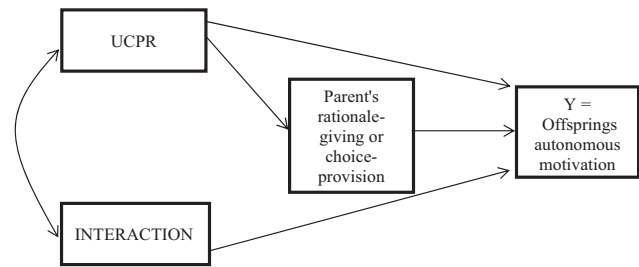 UCPR
Parent's
rationale-
giving or
choice-
provision
Y =
Offsprings
autonomous
motivation
INTERACTION